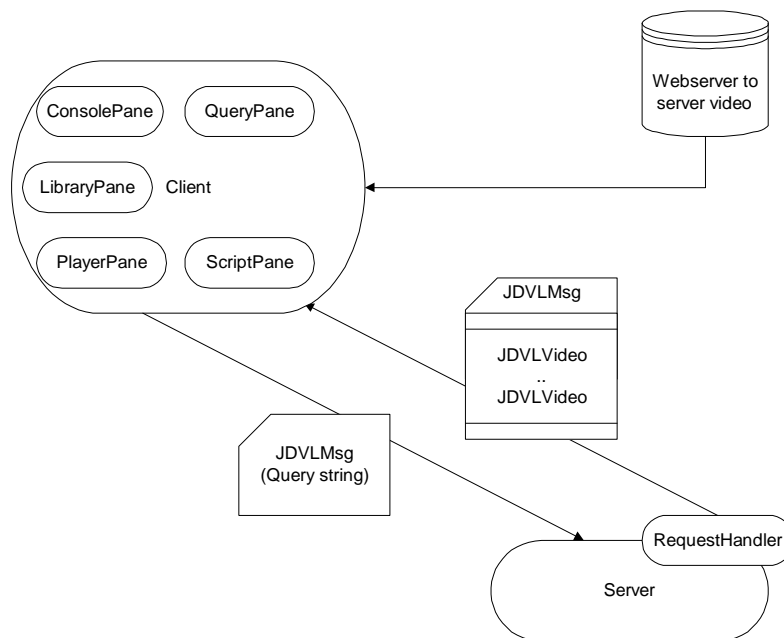 Webserver to
server video
ConsolePane
QueryPane
LibraryPane
Client
PlayerPane
ScriptPane
JDVLMsg
JDVLVideo
..
JDVLVideo
JDVLMsg
(Query string)
RequestHandler
Server